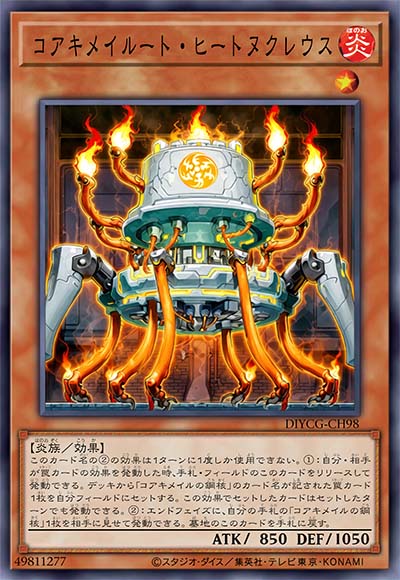 コアキメイルート・ヒートヌクレウス
ほのお
炎
DIYCG-CH98
ほのおぞく こうか
【炎族／効果】
このカード名の②の効果は1ターンに1度しか使用できない。①：自分・相手
が罠カードの効果を発動した時、手札・フィールドのこのカードをリリースして
発動できる。デッキから「コアキメイルの鋼核」のカード名が記された罠カード
1枚を自分フィールドにセットする。この効果でセットしたカードはセットしたター
ンでも発動できる。②：エンドフェイズに、自分の手札の「コアキメイルの鋼
核」1枚を相手に見せて発動できる。墓地のこのカードを手札に戻す。
ATK/ 850 DEF/1050
49811277
©スタジオ・ダイス／集英社・テレビ東京・KONAMI